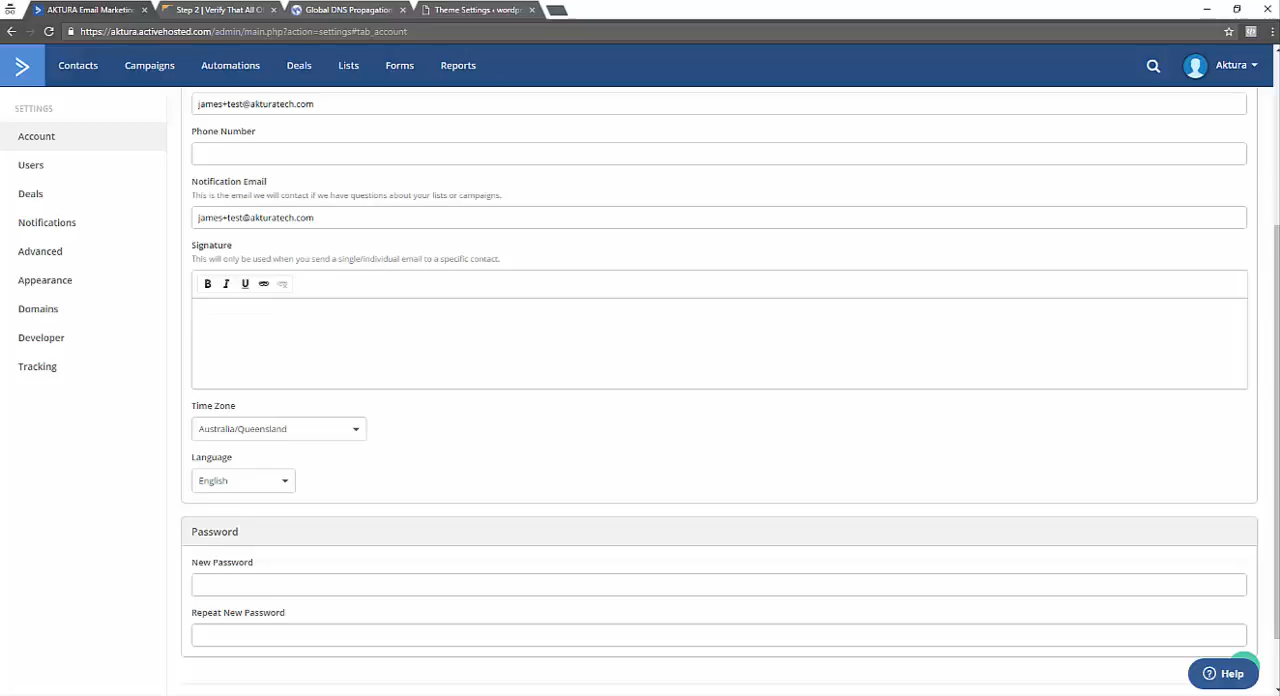 AKTURA Email Marketin
Step 2 | Verify That All O
Global DNS Propagation
Theme Settings ‹ wordpr
https://aktura.activehosted.com/admin/main.php?action=settings#tab_account
Contacts
Campaigns
Automations
Deals
Lists
Forms
Reports
Aktura
SETTINGS
Account
Users
Deals
Notifications
Advanced
Appearance
Domains
Developer
Tracking
james+test@akturatech.com
Phone Number
Notification Email
This is the email we will contact if we have questions about your lists or campaigns.
james+test@akturatech.com
Signature
This will only be used when you send a single/individual email to a specific contact.
B I U
Time Zone
Australia/Queensland
Language
English
Password
New Password
Repeat New Password
Help